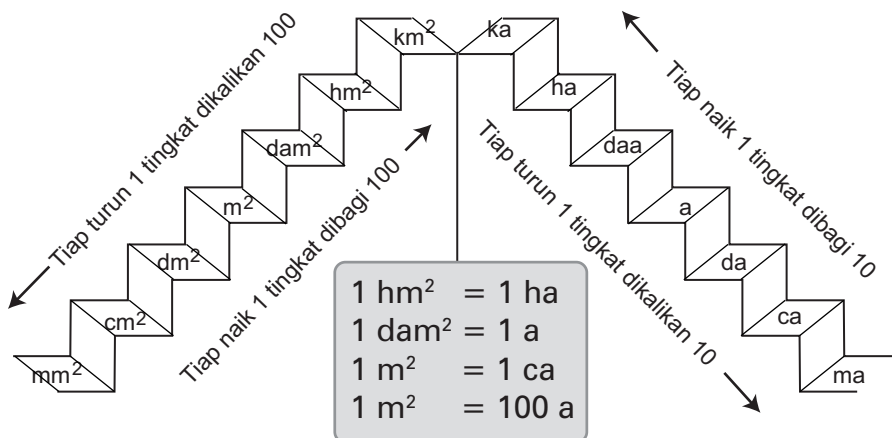 Tiap turun 1 tingkat dikalikan 100
km²
hm²
dam²
m²
dm²
cm²
mm²
Tiap naik 1 tingkat dibagi 100
ka
ha
daa
a
da
ca
ma
Tiap naik 1 tingkat dibagi 10
Tiap turun 1 tingkat dikalikan 10
1 hm² = 1 ha
1 dam² = 1 a
1 m² = 1 ca
1 m² = 100 a